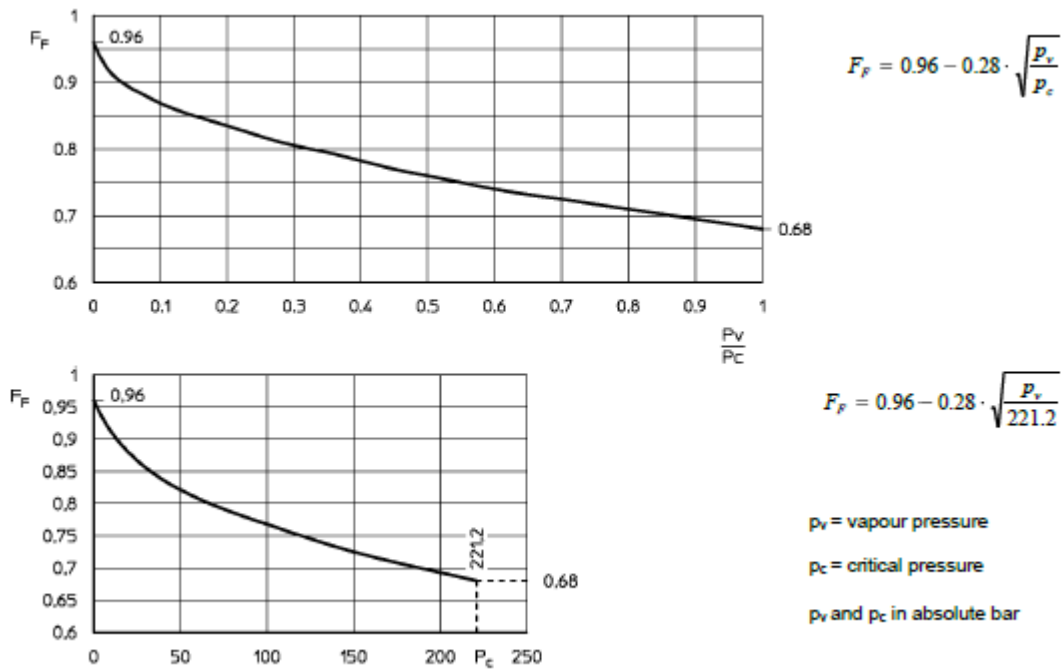 1
F_F
0.96
0.9
0.8
0.7
0.68
0.6
0 0.1 0.2 0.3 0.4 0.5 0.6 0.7 0.8 0.9 1
Pv
Pc
F_F = 0.96 − 0.28 · √(p_v / p_c)
1
F_F
0,95
0,96
0,9
0,85
0,8
0,75
0,7
0,65
0,6
221.2
0.68
0 50 100 150 200 P_c 250
F_F = 0.96 − 0.28 · √(p_v / 221.2)
p_v = vapour pressure
p_c = critical pressure
p_v and p_c in absolute bar